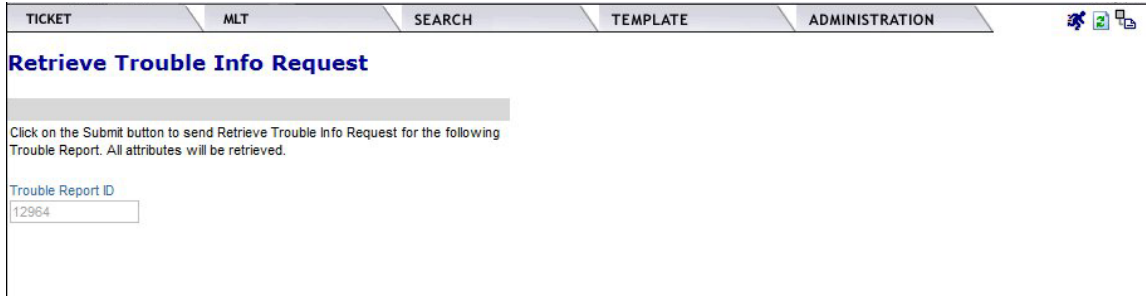 TICKET MLT SEARCH TEMPLATE ADMINISTRATION
Retrieve Trouble Info Request
Click on the Submit button to send Retrieve Trouble Info Request for the following
Trouble Report. All attributes will be retrieved.
Trouble Report ID
12964